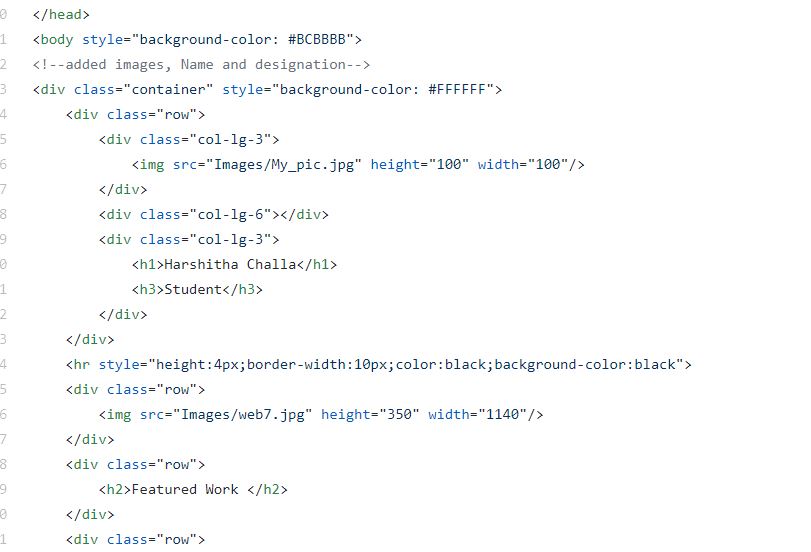 0 </head>
1 <body style="background-color: #BCBBBB">
2 <!--added images, Name and designation-->
3 <div class="container" style="background-color: #FFFFFF">
4 <div class="row">
5 <div class="col-lg-3">
6 <img src="Images/My_pic.jpg" height="100" width="100"/>
7 </div>
8 <div class="col-lg-6"></div>
9 <div class="col-lg-3">
0 <h1>Harshitha Challa</h1>
1 <h3>Student</h3>
2 </div>
3 </div>
4 <hr style="height:4px;border-width:10px;color:black;background-color:black">
5 <div class="row">
6 <img src="Images/web7.jpg" height="350" width="1140"/>
7 </div>
8 <div class="row">
9 <h2>Featured Work </h2>
0 </div>
1 <div class="row">